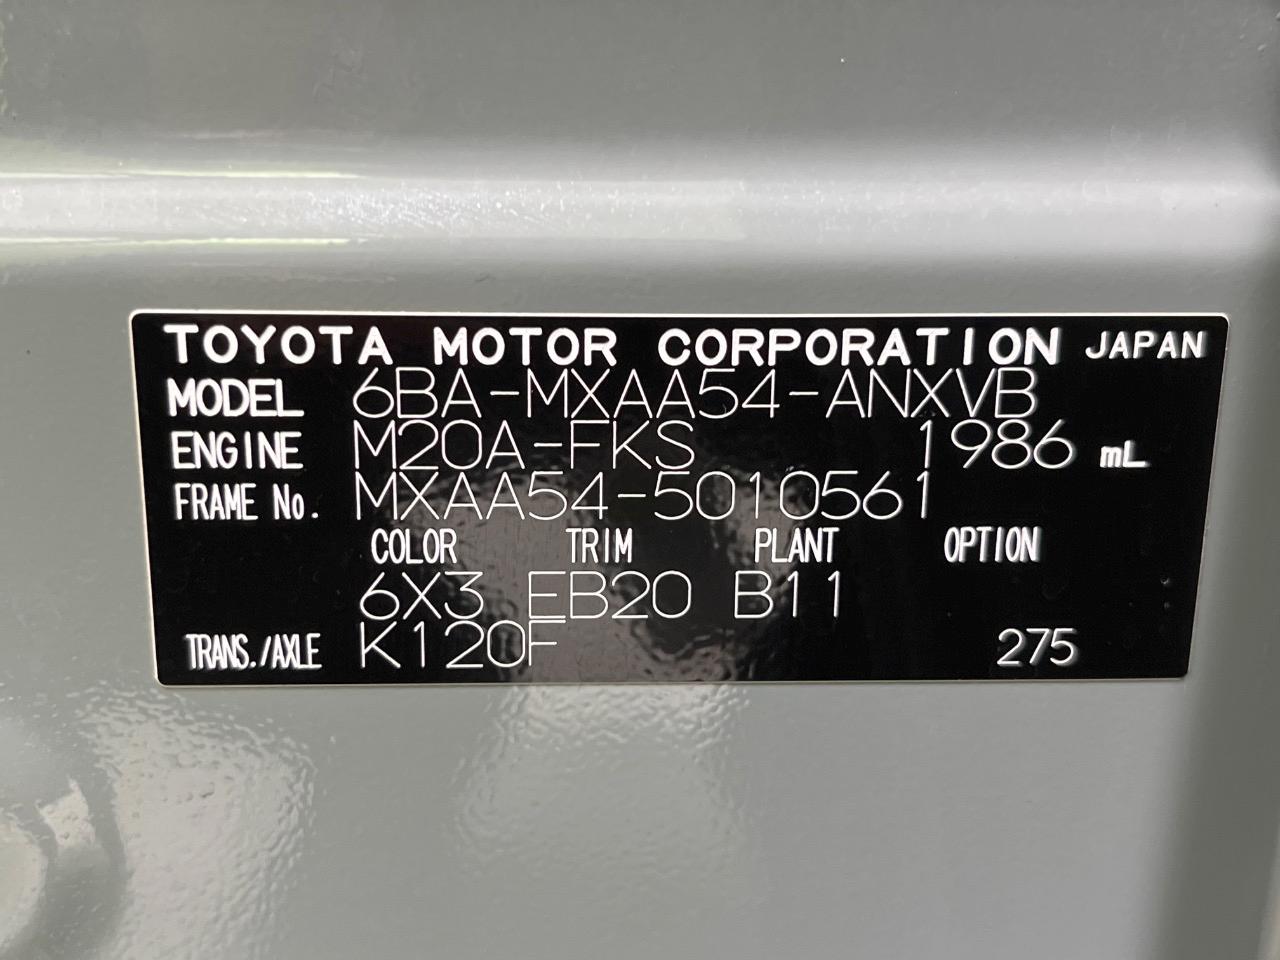 TOYOTA MOTOR CORPORATION JAPAN
MODEL 6BA-MXAA54-ANXVB
ENGINE M20A-FKS 1986 mL
FRAME No. MXAA54-5010561
COLOR TRIM PLANT OPTION
6X3 EB20 B11
TRANS./AXLE K120F 275